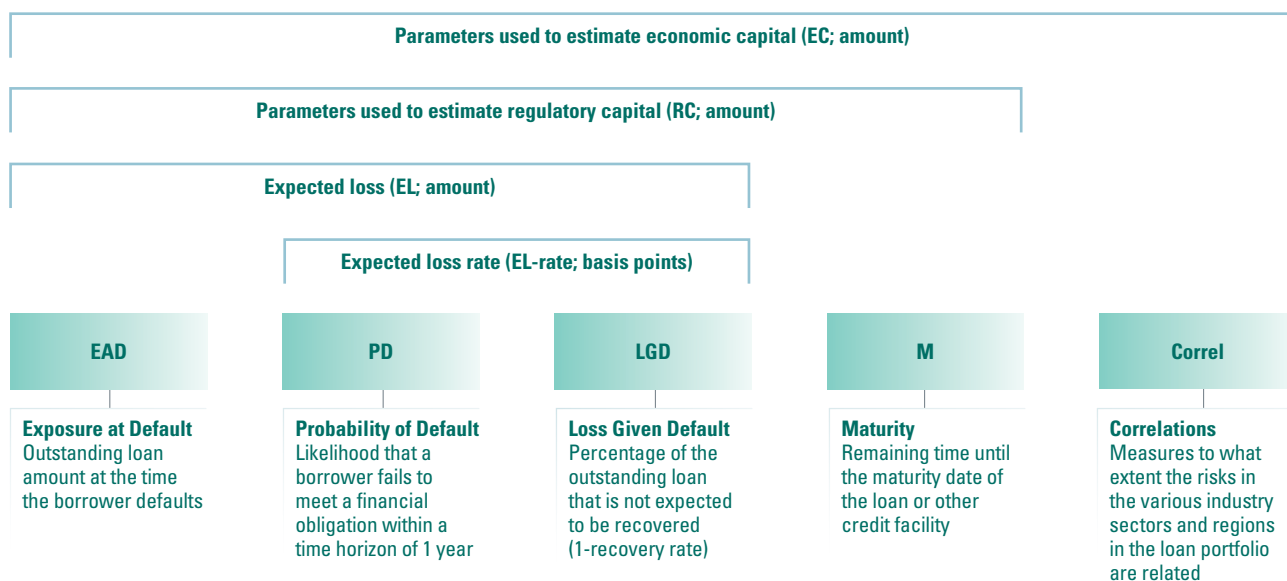 Parameters used to estimate economic capital (EC; amount)
Parameters used to estimate regulatory capital (RC; amount)
Expected loss (EL; amount)
Expected loss rate (EL-rate; basis points)
EAD
PD
LGD
M
Correl
Exposure at Default
Outstanding loan
amount at the time
the borrower defaults
Probability of Default
Likelihood that a
borrower fails to
meet a financial
obligation within a
time horizon of 1 year
Loss Given Default
Percentage of the
outstanding loan
that is not expected
to be recovered
(1-recovery rate)
Maturity
Remaining time until
the maturity date of
the loan or other
credit facility
Correlations
Measures to what
extent the risks in
the various industry
sectors and regions
in the loan portfolio
are related